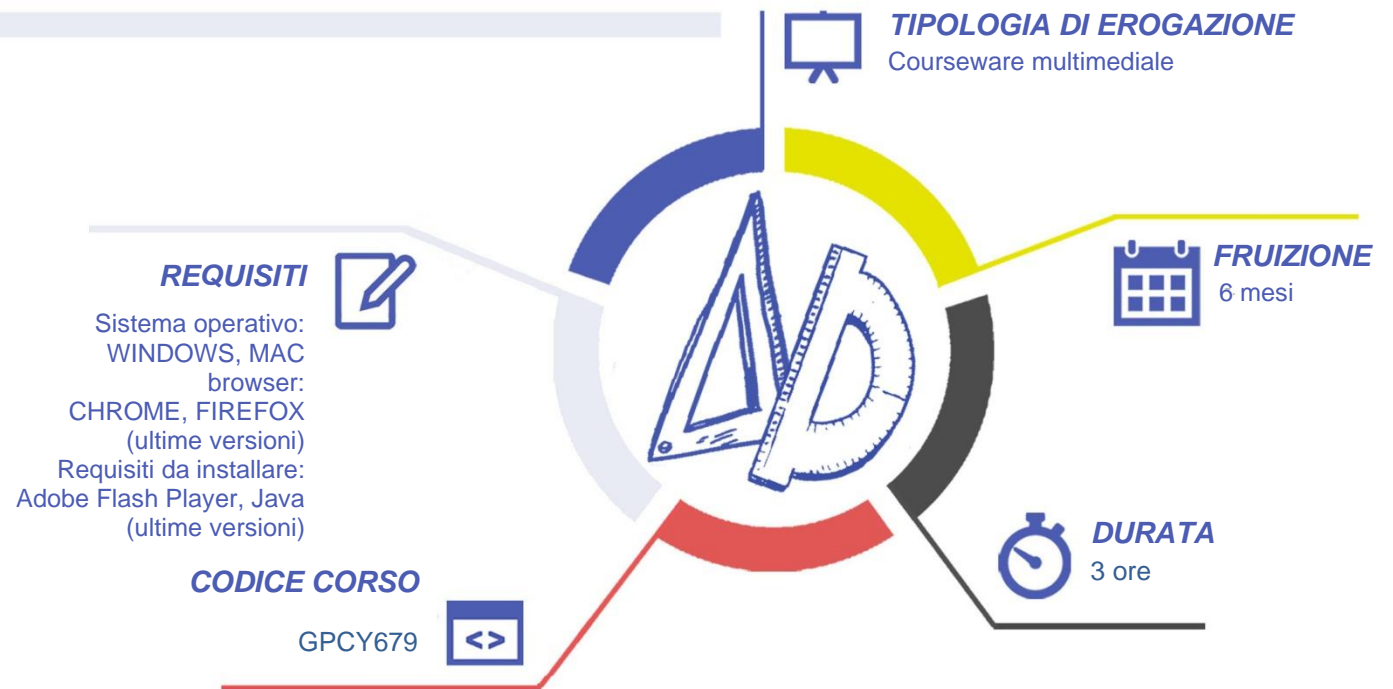 TIPOLOGIA DI EROGAZIONE
Courseware multimediale
FRUIZIONE
6 mesi
REQUISITI
Sistema operativo:
WINDOWS, MAC
browser:
CHROME, FIREFOX
(ultime versioni)
Requisiti da installare:
Adobe Flash Player, Java
(ultime versioni)
DURATA
3 ore
CODICE CORSO
GPCY679